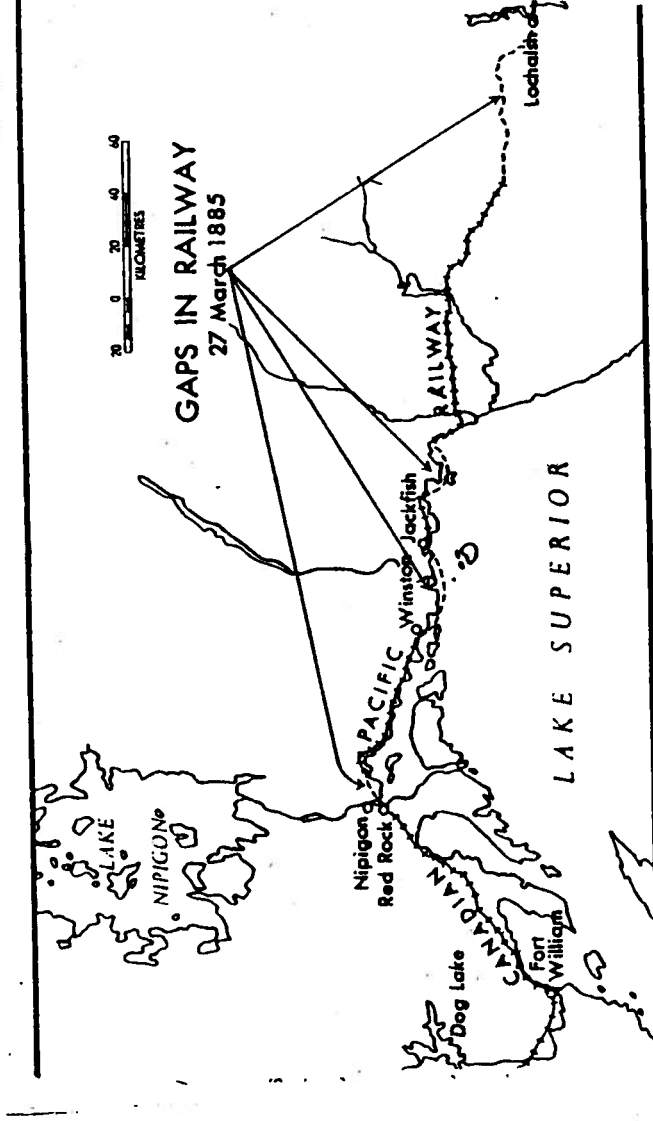 20 0 20 40 60
KILOMETRES
GAPS IN RAILWAY
27 March 1885
LAKE
NIPIGON
Nipigon
Red Rock
Dog Lake
Fort
William
CANADIAN
PACIFIC
RAILWAY
Winston
Jackfish
Lochalsh
LAKE SUPERIOR